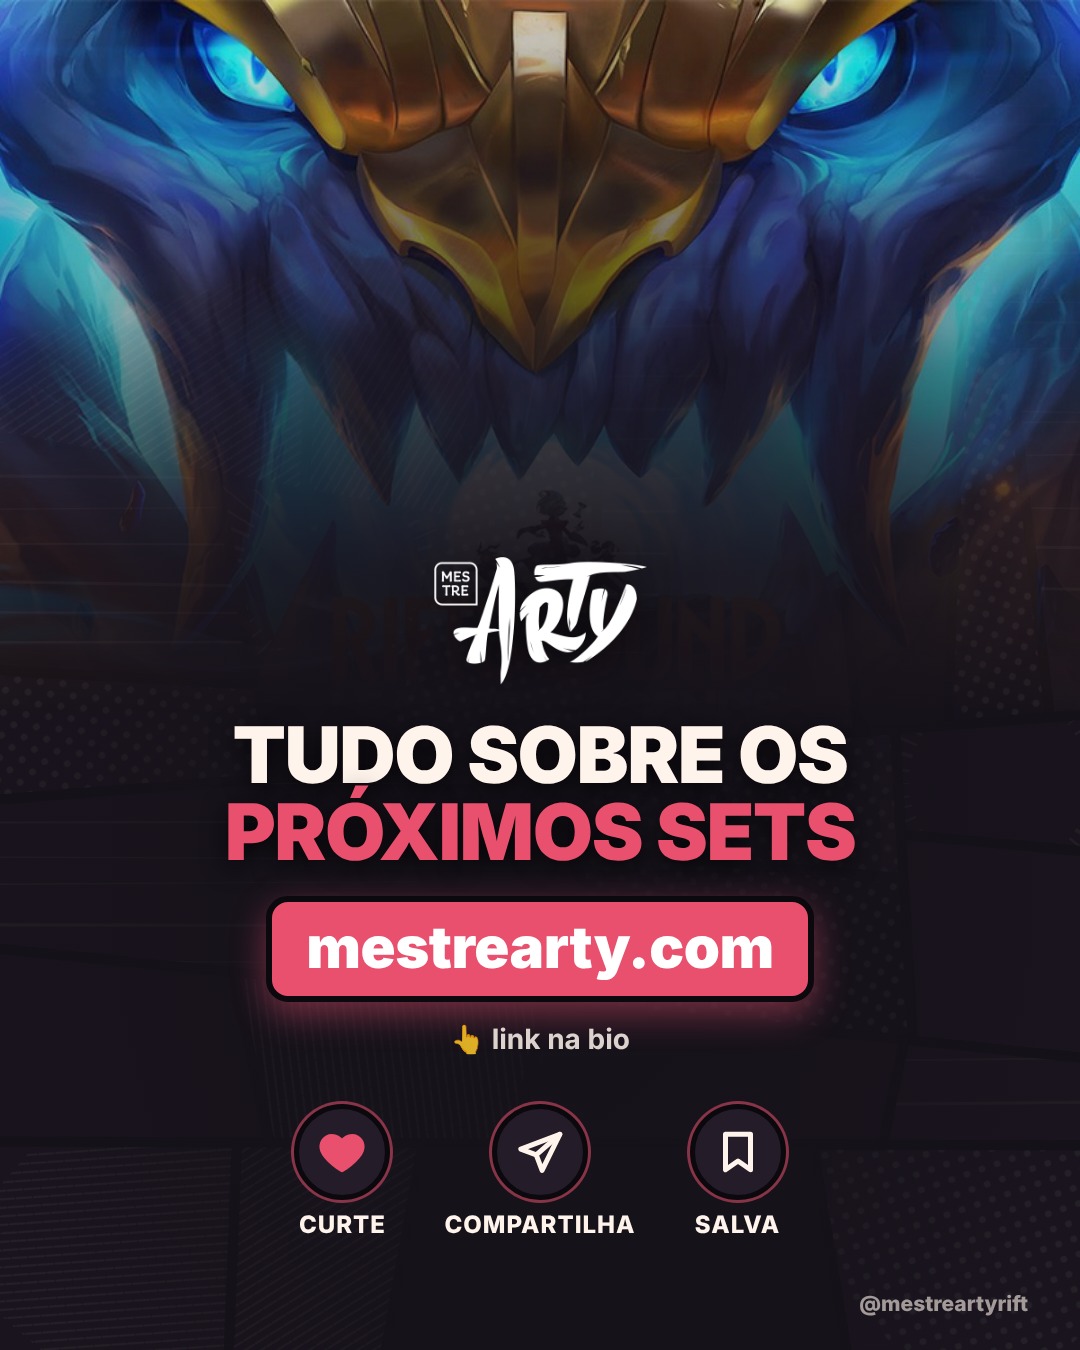 MES
TRE
ARTY
TUDO SOBRE OS
PRÓXIMOS SETS
mestrearty.com
👆 link na bio
CURTE
COMPARTILHA
SALVA
@mestreartyrift